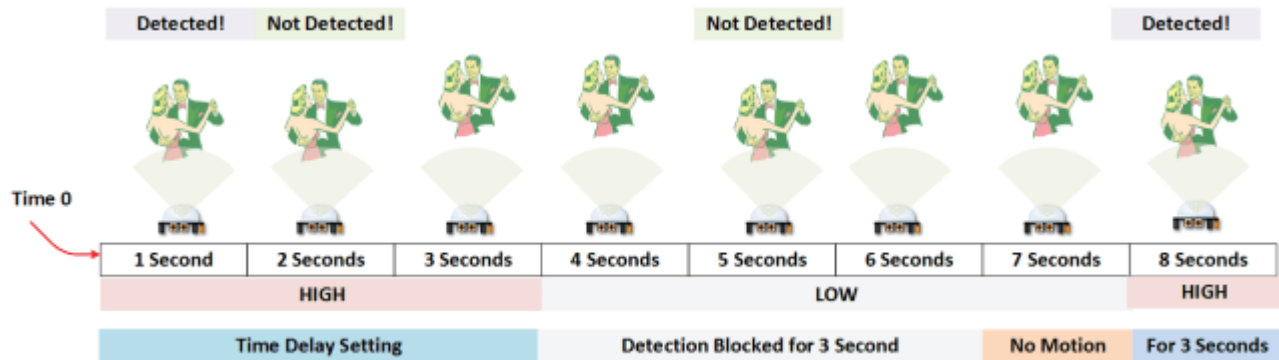 Detected!
Not Detected!
Not Detected!
Detected!
Time 0
1 Second
2 Seconds
3 Seconds
4 Seconds
5 Seconds
6 Seconds
7 Seconds
8 Seconds
HIGH
LOW
HIGH
Time Delay Setting
Detection Blocked for 3 Second
No Motion
For 3 Seconds